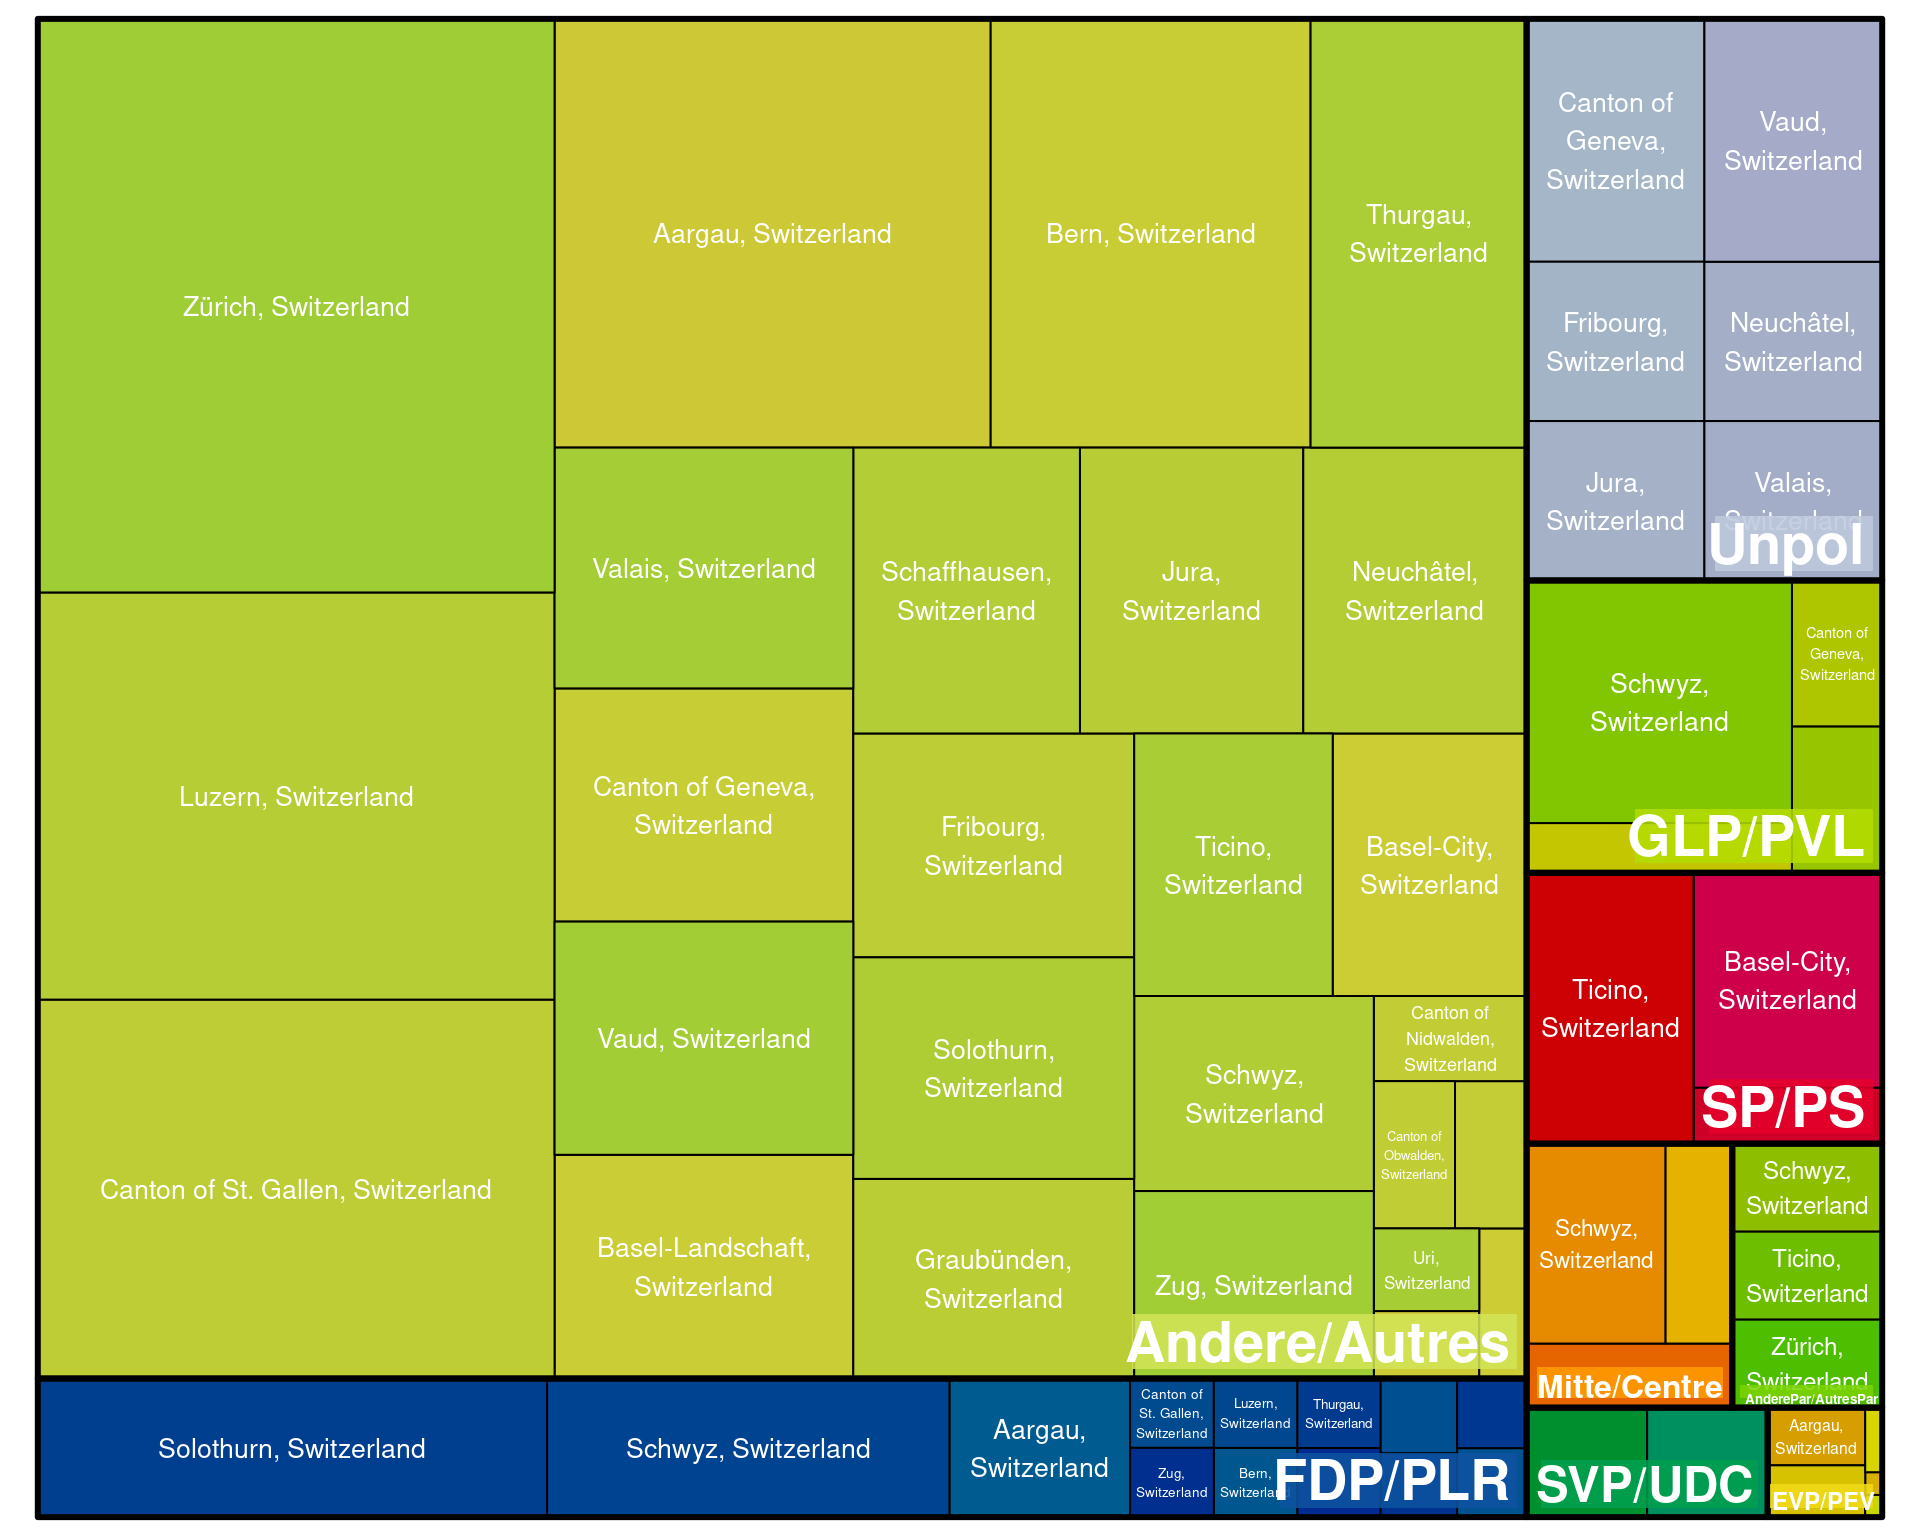 Zürich, Switzerland
Luzern, Switzerland
Canton of St. Gallen, Switzerland
Aargau, Switzerland
Bern, Switzerland
Thurgau,
Switzerland
Valais, Switzerland
Canton of Geneva,
Switzerland
Vaud, Switzerland
Basel-Landschaft,
Switzerland
Schaffhausen,
Switzerland
Jura,
Switzerland
Neuchâtel,
Switzerland
Fribourg,
Switzerland
Solothurn,
Switzerland
Graubünden,
Switzerland
Ticino,
Switzerland
Basel-City,
Switzerland
Schwyz,
Switzerland
Zug, Switzerland
Canton of
Nidwalden,
Switzerland
Canton of
Obwalden,
Switzerland
Uri,
Switzerland
Andere/Autres
Solothurn, Switzerland
Schwyz, Switzerland
Aargau,
Switzerland
Canton of
St. Gallen,
Switzerland
Luzern,
Switzerland
Thurgau,
Switzerland
Zug,
Switzerland
Bern,
Switzerland
FDP/PLR
Canton of
Geneva,
Switzerland
Vaud,
Switzerland
Fribourg,
Switzerland
Neuchâtel,
Switzerland
Jura,
Switzerland
Valais,
Switzerland
Unpol
Schwyz,
Switzerland
Canton of
Geneva,
Switzerland
GLP/PVL
Ticino,
Switzerland
Basel-City,
Switzerland
SP/PS
Schwyz,
Switzerland
Mitte/Centre
Schwyz,
Switzerland
Ticino,
Switzerland
Zürich,
Switzerland
AnderePar/AutresPar
SVP/UDC
Aargau,
Switzerland
EVP/PEV